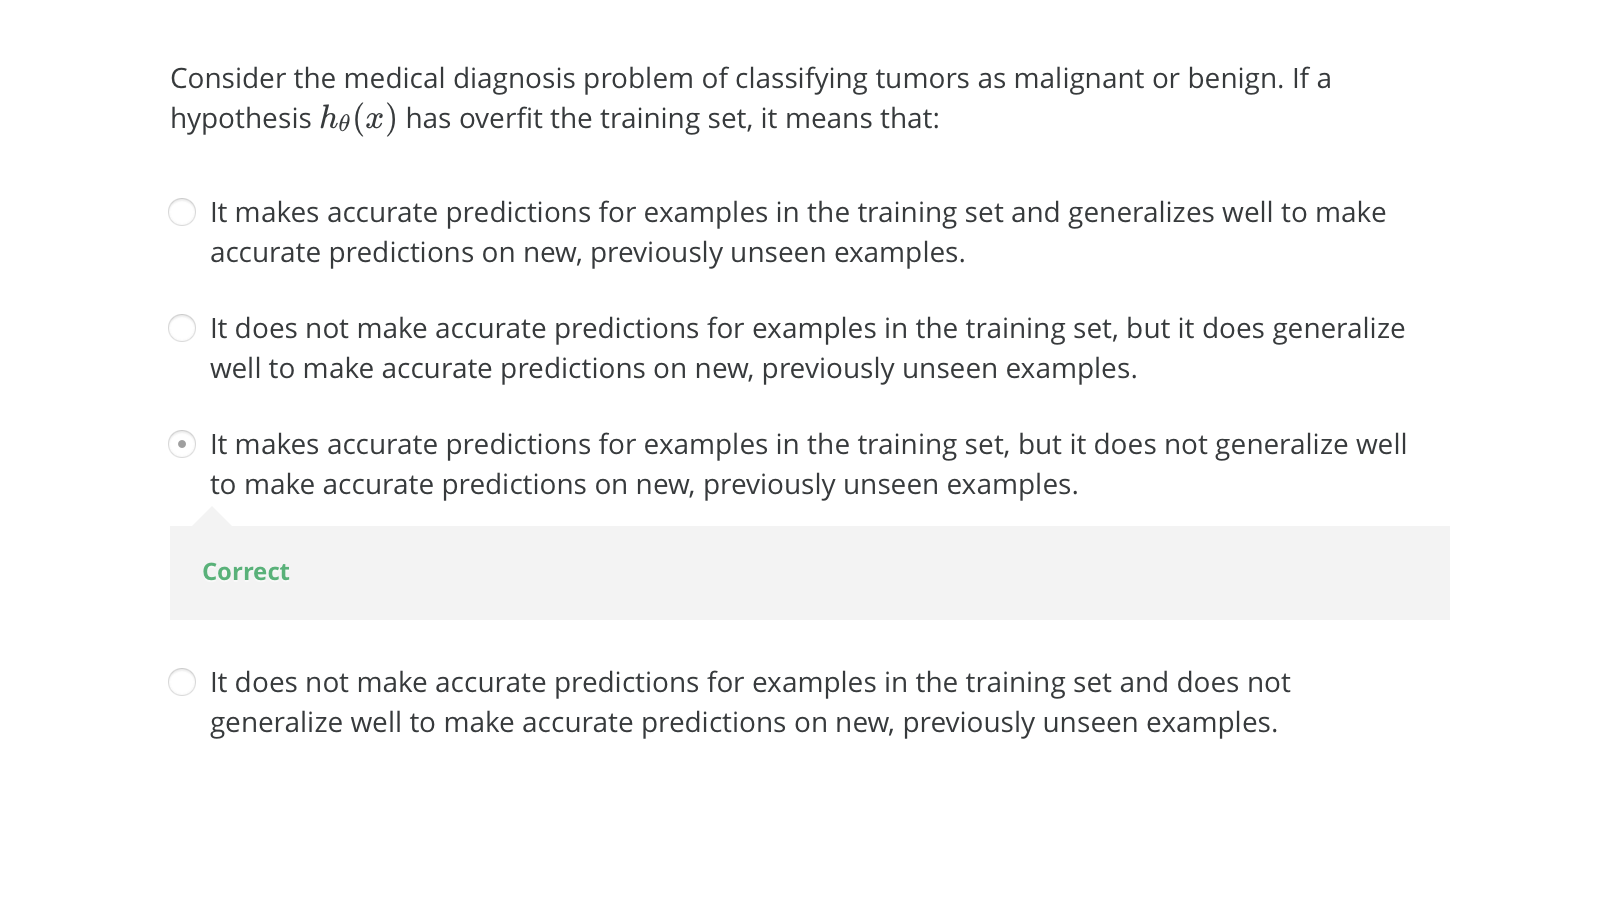 Consider the medical diagnosis problem of classifying tumors as malignant or benign. If a
hypothesis hθ(x) has overfit the training set, it means that:
It makes accurate predictions for examples in the training set and generalizes well to make
accurate predictions on new, previously unseen examples.
It does not make accurate predictions for examples in the training set, but it does generalize
well to make accurate predictions on new, previously unseen examples.
It makes accurate predictions for examples in the training set, but it does not generalize well
to make accurate predictions on new, previously unseen examples.
Correct
It does not make accurate predictions for examples in the training set and does not
generalize well to make accurate predictions on new, previously unseen examples.